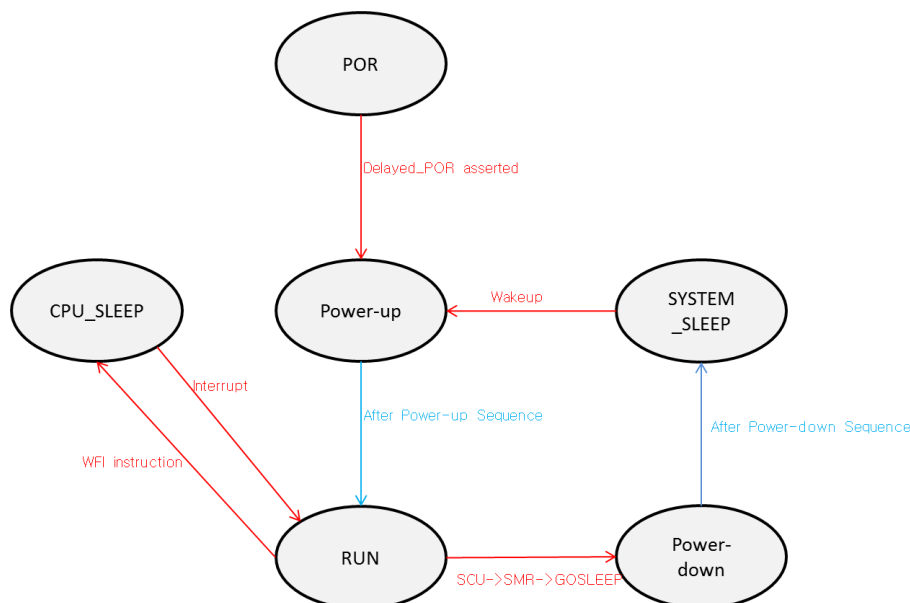 POR
Delayed_POR asserted
CPU_SLEEP
Power-up
Wakeup
SYSTEM
_SLEEP
Interrupt
After Power-up Sequence
After Power-down Sequence
WFI instruction
RUN
SCU->SMR->GOSLEEP
Power-
down